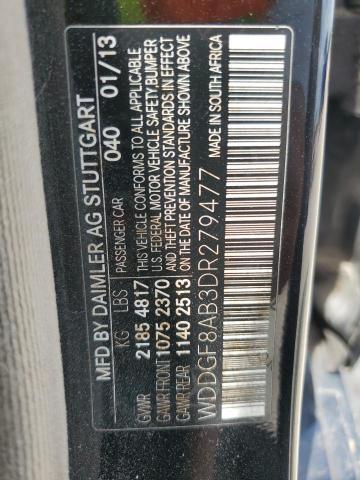 MFD BY DAIMLER AG STUTTGART
040 01/13
KG LBS PASSENGER CAR
GVWR 2185 4817
GAWR FRONT 1075 2370
GAWR REAR 1140 2513
THIS VEHICLE CONFORMS TO ALL APPLICABLE
U.S. FEDERAL MOTOR VEHICLE SAFETY BUMPER
AND THEFT PREVENTION STANDARDS IN EFFECT
ON THE DATE OF MANUFACTURE SHOWN ABOVE
MADE IN SOUTH AFRICA
WDDGF8AB3DR279477